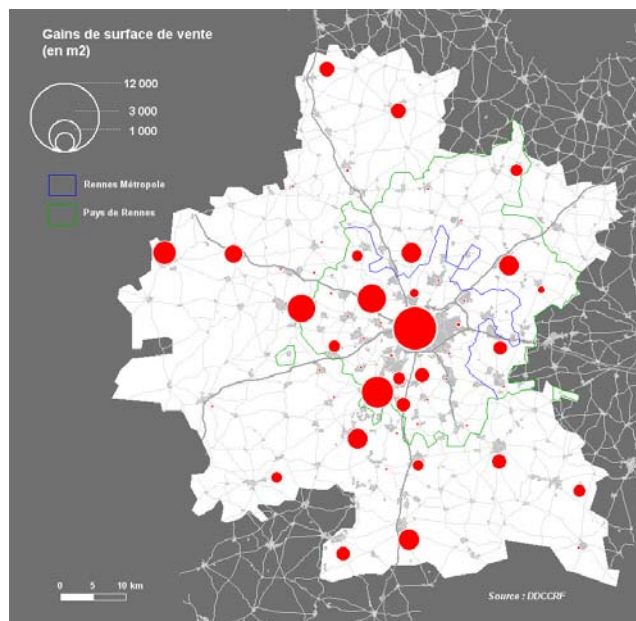 Gains de surface de vente
(en m2)
12 000
3 000
1 000
Rennes Métropole
Pays de Rennes
0 5 10 km
Source : DDCCRF